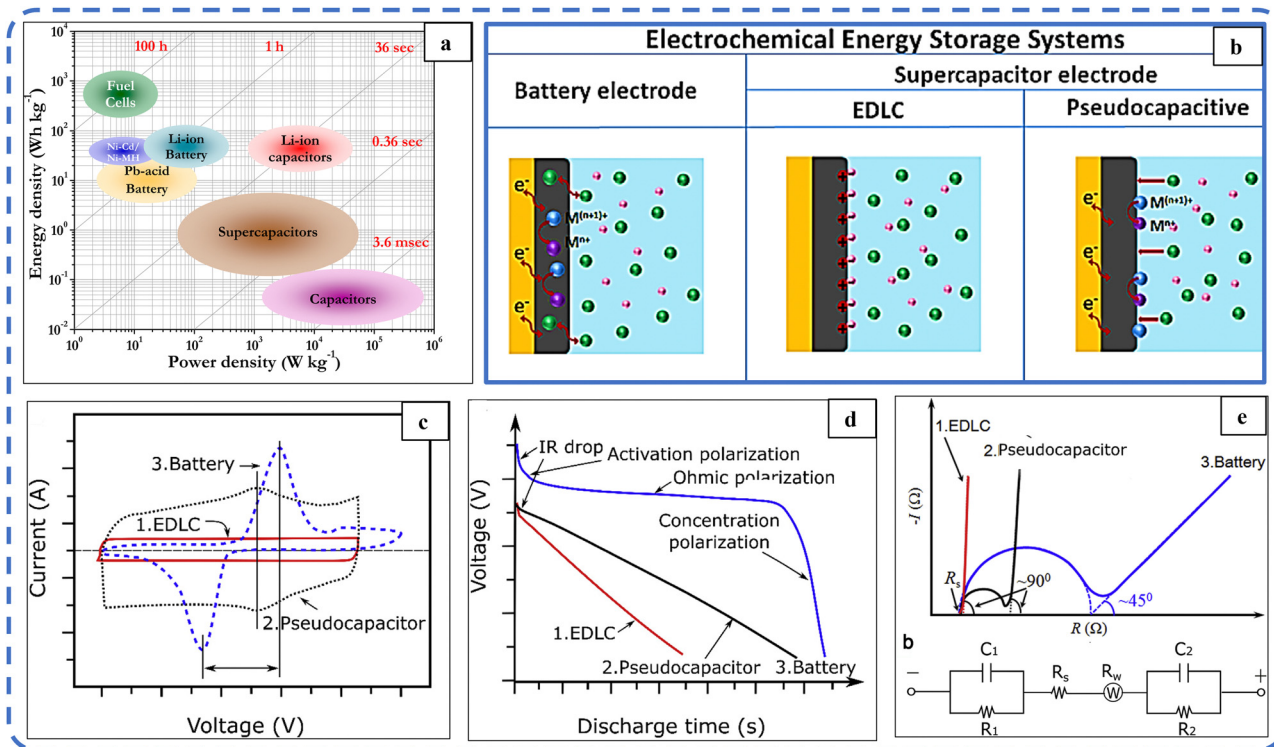 a
10⁴
10³
10²
10¹
10⁰
10⁻¹
10⁻²
Energy density (Wh kg⁻¹)
100 h
1 h
36 sec
0.36 sec
3.6 msec
Fuel
Cells
Ni-Cd/
Ni-MH
Li-ion
Battery
Li-ion
capacitors
Pb-acid
Battery
Supercapacitors
Capacitors
10⁰ 10¹ 10² 10³ 10⁴ 10⁵ 10⁶
Power density (W kg⁻¹)
Electrochemical Energy Storage Systems
b
Battery electrode
Supercapacitor electrode
EDLC
Pseudocapacitive
e⁻
e⁻
e⁻
M⁽ⁿ⁺¹⁾⁺
Mⁿ⁺
+
+
+
+
+
+
+
+
+
+
e⁻
e⁻
e⁻
M⁽ⁿ⁺¹⁾⁺
Mⁿ⁺
c
3.Battery
1.EDLC
2.Pseudocapacitor
Current (A)
Voltage (V)
d
IR drop
Activation polarization
Ohmic polarization
Concentration
polarization
1.EDLC
2.Pseudocapacitor
3.Battery
Voltage (V)
Discharge time (s)
e
1.EDLC
2.Pseudocapacitor
3.Battery
-I (Ω)
Rs
~90⁰
~45⁰
R (Ω)
b
C₁
C₂
−
Rs
Rw
W
+
R₁
R₂